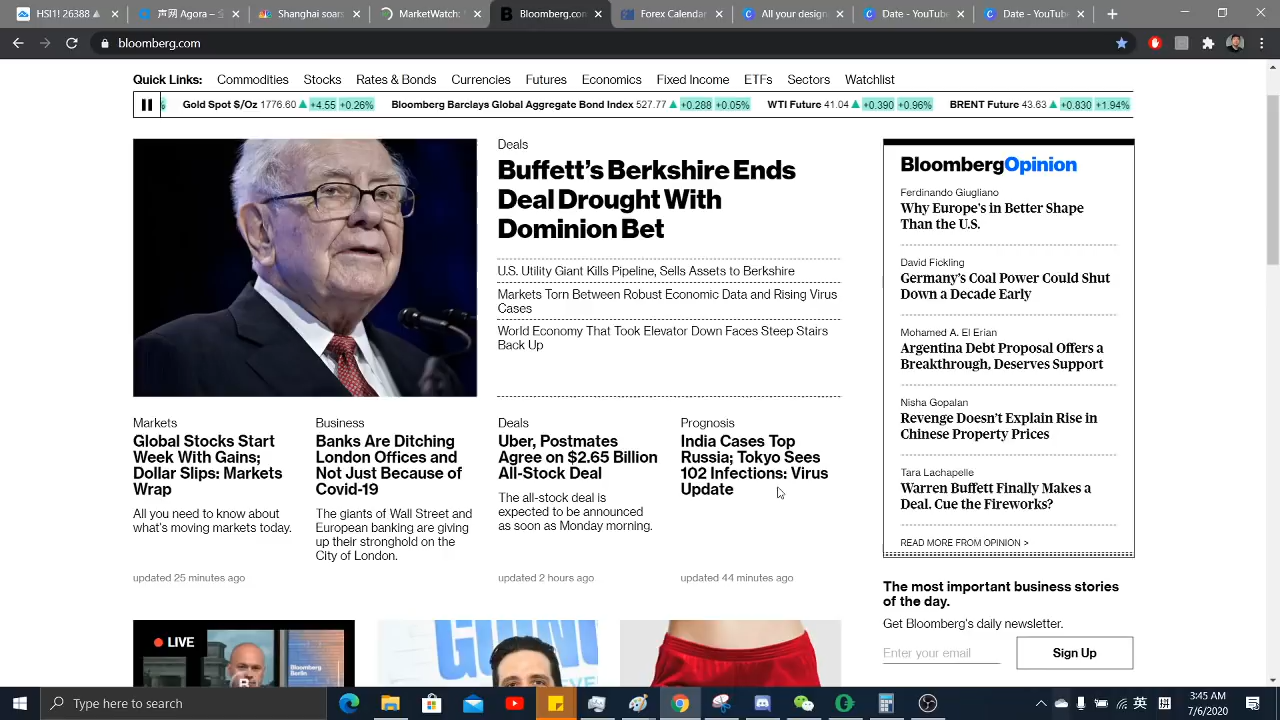 HSI1! 26388
Asian stock
Shanghai soars
MarketWatch:
Buffett's Ber
bloomberg.com
Forex Calendar
All your design
Date - YouTub
Date - YouTub
Quick Links: Commodities Stocks Rates & Bonds Currencies Futures Economics Fixed Income ETFs Sectors Watchlist
Gold Spot $/Oz 1776.60 ▲ +4.55 +0.26% Bloomberg Barclays Global Aggregate Bond Index 527.77 ▲ +0.288 +0.05% WTI Future 41.04 ▲ +0.390 +0.96% BRENT Future 43.63 ▲ +0.830 +1.94%
Deals
Buffett's Berkshire Ends
Deal Drought With
Dominion Bet
U.S. Utility Giant Kills Pipeline, Sells Assets to Berkshire
Markets Torn Between Robust Economic Data and Rising Virus
Cases
World Economy That Took Elevator Down Faces Steep Stairs
Back Up
Markets
Global Stocks Start
Week With Gains;
Dollar Slips: Markets
Wrap
All you need to know about
what's moving markets today.
updated 25 minutes ago
Business
Banks Are Ditching
London Offices and
Not Just Because of
Covid-19
The giants of Wall Street and
European banking are giving
up their stronghold on the
City of London.
Deals
Uber, Postmates
Agree on $2.65 Billion
All-Stock Deal
The all-stock deal is
expected to be announced
as soon as Monday morning.
updated 2 hours ago
Prognosis
India Cases Top
Russia; Tokyo Sees
102 Infections: Virus
Update
updated 44 minutes ago
BloombergOpinion
Ferdinando Giugliano
Why Europe's in Better Shape
Than the U.S.
David Fickling
Germany's Coal Power Could Shut
Down a Decade Early
Mohamed A. El Erian
Argentina Debt Proposal Offers a
Breakthrough, Deserves Support
Nisha Gopalan
Revenge Doesn't Explain Rise in
Chinese Property Prices
Tara Lachapelle
Warren Buffett Finally Makes a
Deal. Cue the Fireworks?
READ MORE FROM OPINION >
The most important business stories
of the day.
Get Bloomberg's daily newsletter.
Enter your email
Sign Up
LIVE
Bloomberg
Berlin
Type here to search
英
拼
3:45 AM
7/6/2020